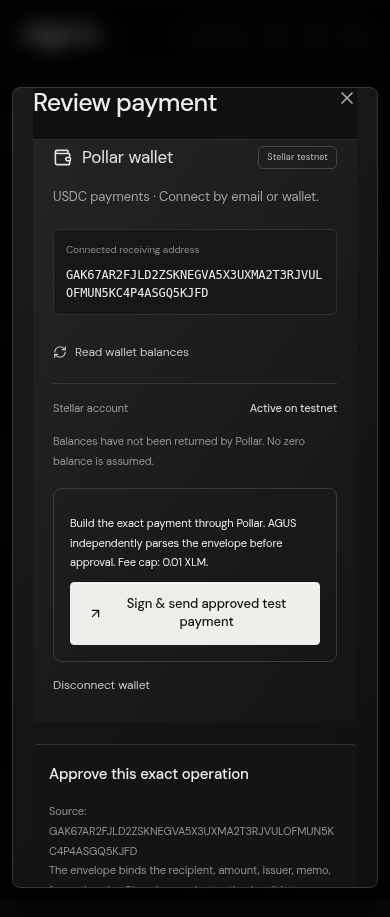 Review payment
Pollar wallet
Stellar testnet
USDC payments · Connect by email or wallet.
Connected receiving address
GAK67AR2FJLD2ZSKNEGVA5X3UXMA2T3RJVUL
OFMUN5KC4P4ASGQ5KJFD
Read wallet balances
Stellar account
Active on testnet
Balances have not been returned by Pollar. No zero
balance is assumed.
Build the exact payment through Pollar. AGUS
independently parses the envelope before
approval. Fee cap: 0.01 XLM.
Sign & send approved test
payment
Disconnect wallet
Approve this exact operation
Source:
GAK67AR2FJLD2ZSKNEGVA5X3UXMA2T3RJVULOFMUN5K
C4P4ASGQ5KJFD
The envelope binds the recipient, amount, issuer, memo,